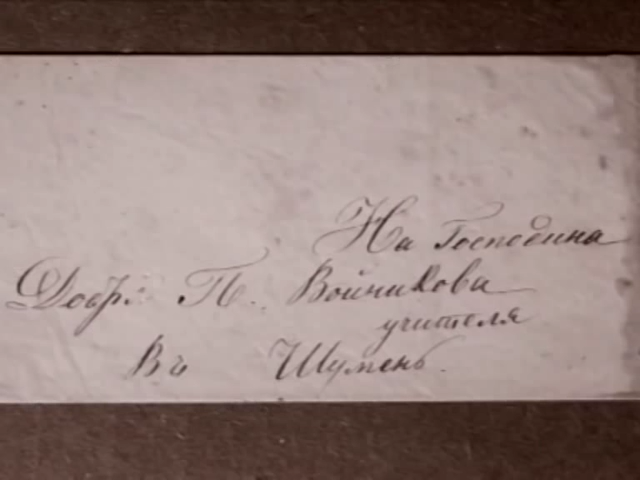 На Господина
Добр: П. Войникова
учителя
Въ Шуменъ.